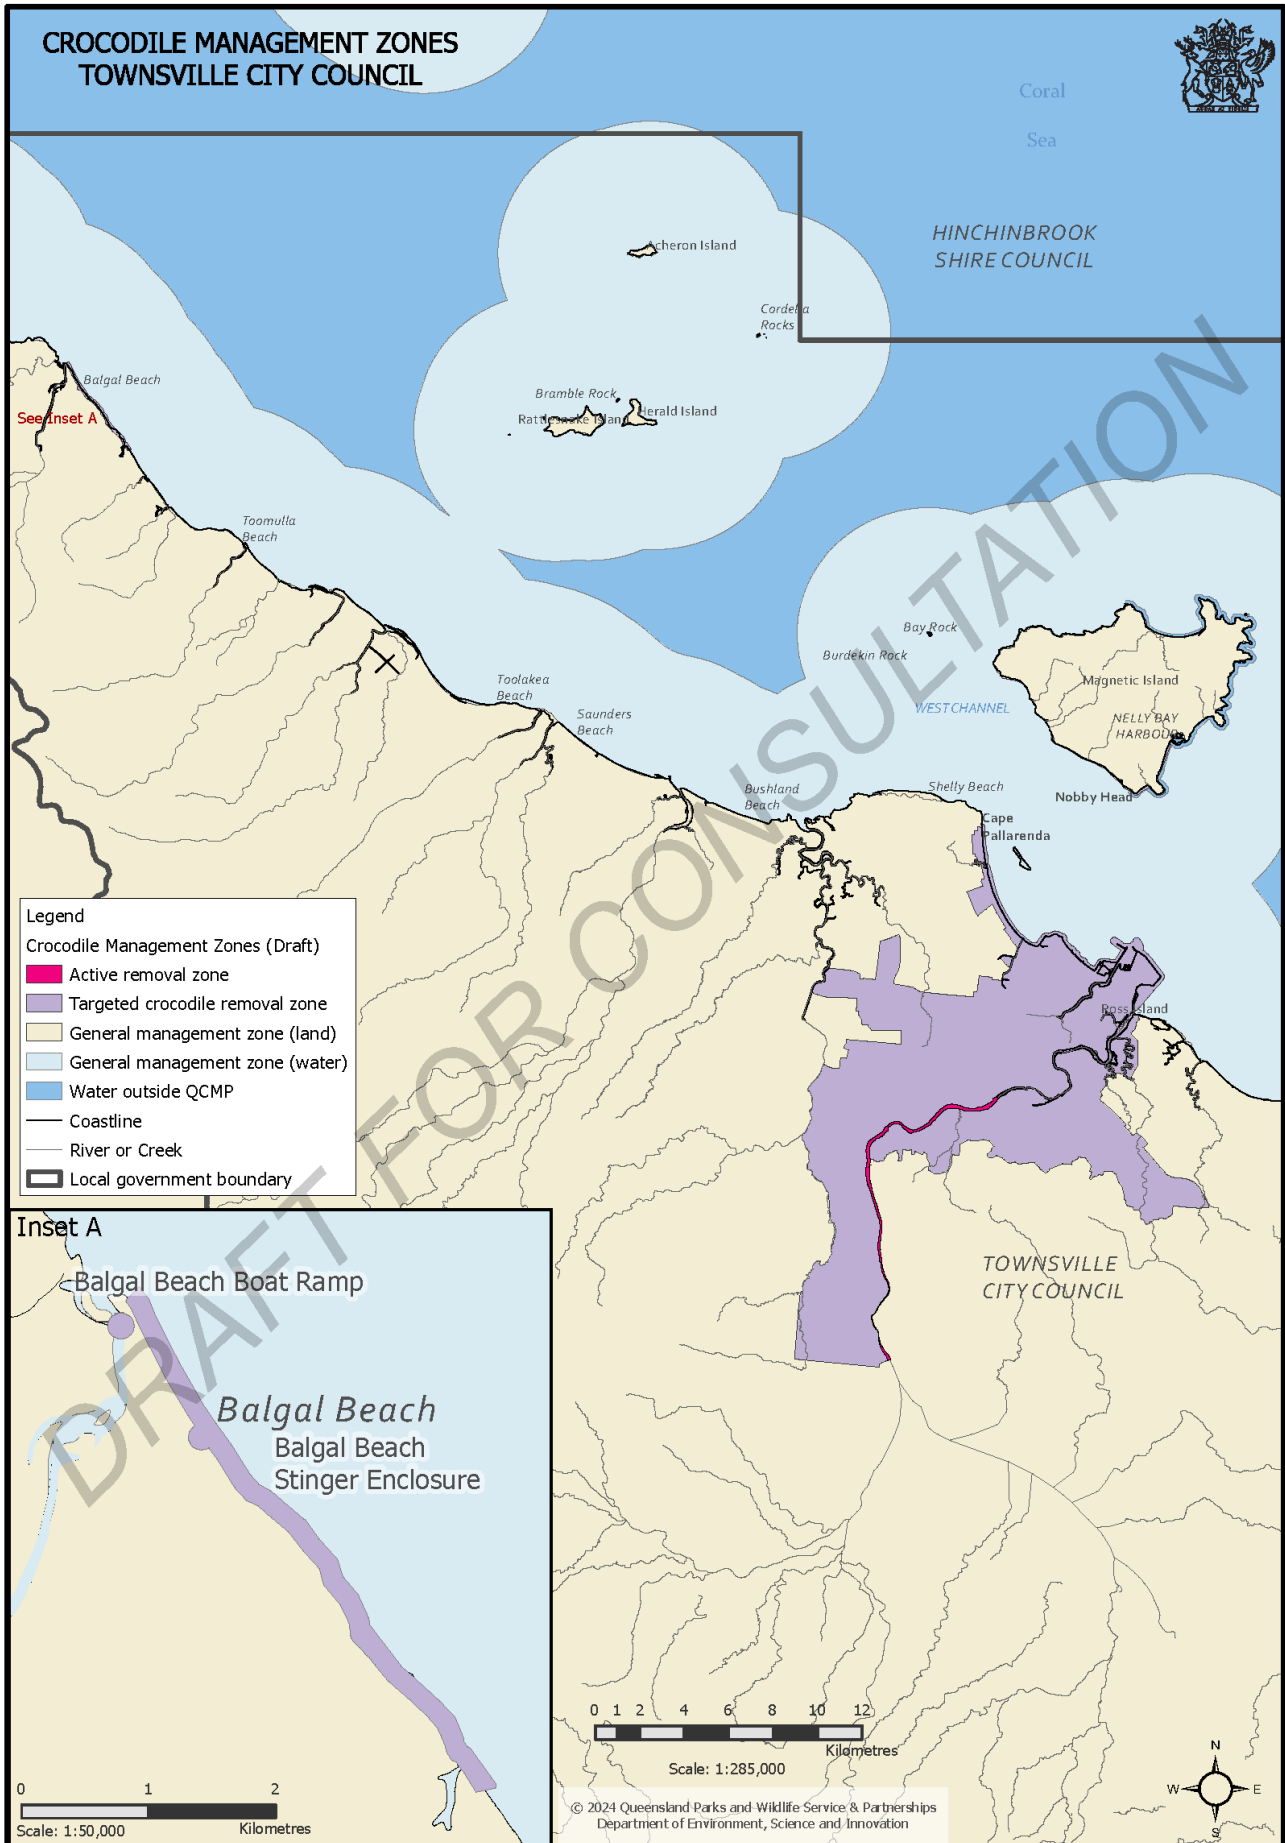 CROCODILE MANAGEMENT ZONES
TOWNSVILLE CITY COUNCIL
Coral
Sea
HINCHINBROOK
SHIRE COUNCIL
Acheron Island
Cordelia
Rocks
Bramble Rock
Rattlesnake Island
Herald Island
Balgal Beach
See Inset A
Toomulla
Beach
Bay Rock
Burdekin Rock
Magnetic Island
WEST CHANNEL
NELLY BAY
HARBOUR
Toolakea
Beach
Saunders
Beach
Bushland
Beach
Shelly Beach
Nobby Head
Cape
Pallarenda
Ross Island
DRAFT FOR CONSULTATION
Legend
Crocodile Management Zones (Draft)
Active removal zone
Targeted crocodile removal zone
General management zone (land)
General management zone (water)
Water outside QCMP
Coastline
River or Creek
Local government boundary
TOWNSVILLE
CITY COUNCIL
Inset A
Balgal Beach Boat Ramp
Balgal Beach
Balgal Beach
Stinger Enclosure
0 1 2
Scale: 1:50,000 Kilometres
0 1 2 4 6 8 10 12
Kilometres
Scale: 1:285,000
N
W E
S
© 2024 Queensland Parks and Wildlife Service & Partnerships
Department of Environment, Science and Innovation